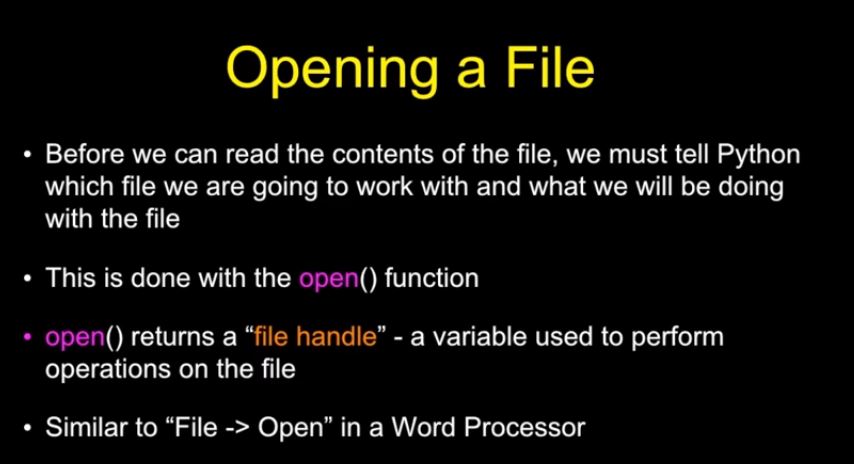 Opening a File
• Before we can read the contents of the file, we must tell Python
which file we are going to work with and what we will be doing
with the file
• This is done with the open() function
• open() returns a “file handle” - a variable used to perform
operations on the file
• Similar to “File -> Open” in a Word Processor